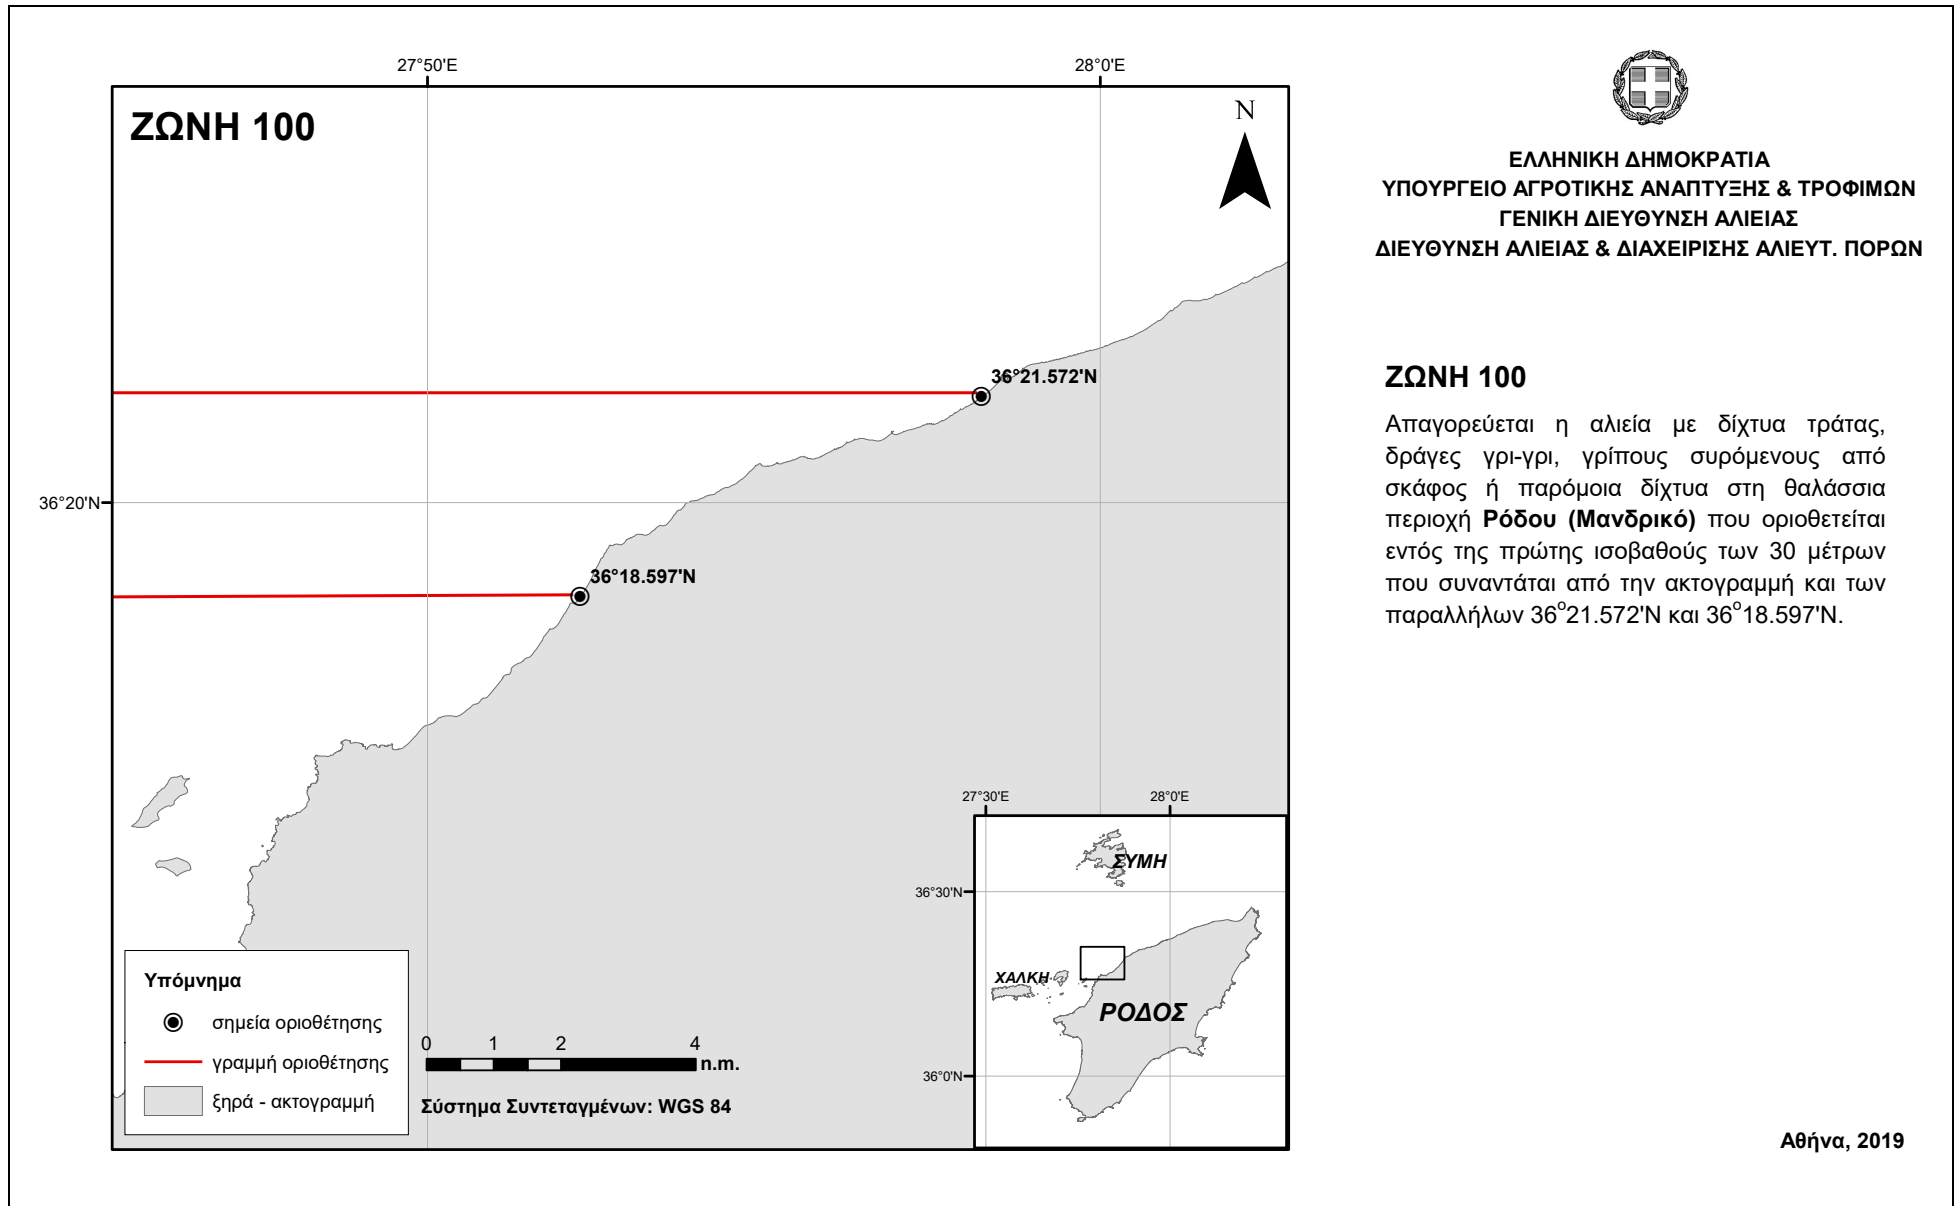 27°50'E
28°0'E
ΖΩΝΗ 100
N
36°21.572'N
36°20'N
36°18.597'N
27°30'E
28°0'E
ΣΥΜΗ
36°30'N
ΧΑΛΚΗ
ΡΟΔΟΣ
36°0'N
Υπόμνημα
σημεία οριοθέτησης
γραμμή οριοθέτησης
ξηρά - ακτογραμμή
0 1 2 4
n.m.
Σύστημα Συντεταγμένων: WGS 84
ΕΛΛΗΝΙΚΗ ΔΗΜΟΚΡΑΤΙΑ
ΥΠΟΥΡΓΕΙΟ ΑΓΡΟΤΙΚΗΣ ΑΝΑΠΤΥΞΗΣ & ΤΡΟΦΙΜΩΝ
ΓΕΝΙΚΗ ΔΙΕΥΘΥΝΣΗ ΑΛΙΕΙΑΣ
ΔΙΕΥΘΥΝΣΗ ΑΛΙΕΙΑΣ & ΔΙΑΧΕΙΡΙΣΗΣ ΑΛΙΕΥΤ. ΠΟΡΩΝ
ΖΩΝΗ 100
Απαγορεύεται η αλιεία με δίχτυα τράτας,
δράγες γρι-γρι, γρίπους συρόμενους από
σκάφος ή παρόμοια δίχτυα στη θαλάσσια
περιοχή Ρόδου (Μανδρικό) που οριοθετείται
εντός της πρώτης ισοβαθούς των 30 μέτρων
που συναντάται από την ακτογραμμή και των
παραλλήλων 36°21.572'N και 36°18.597'N.
Αθήνα, 2019